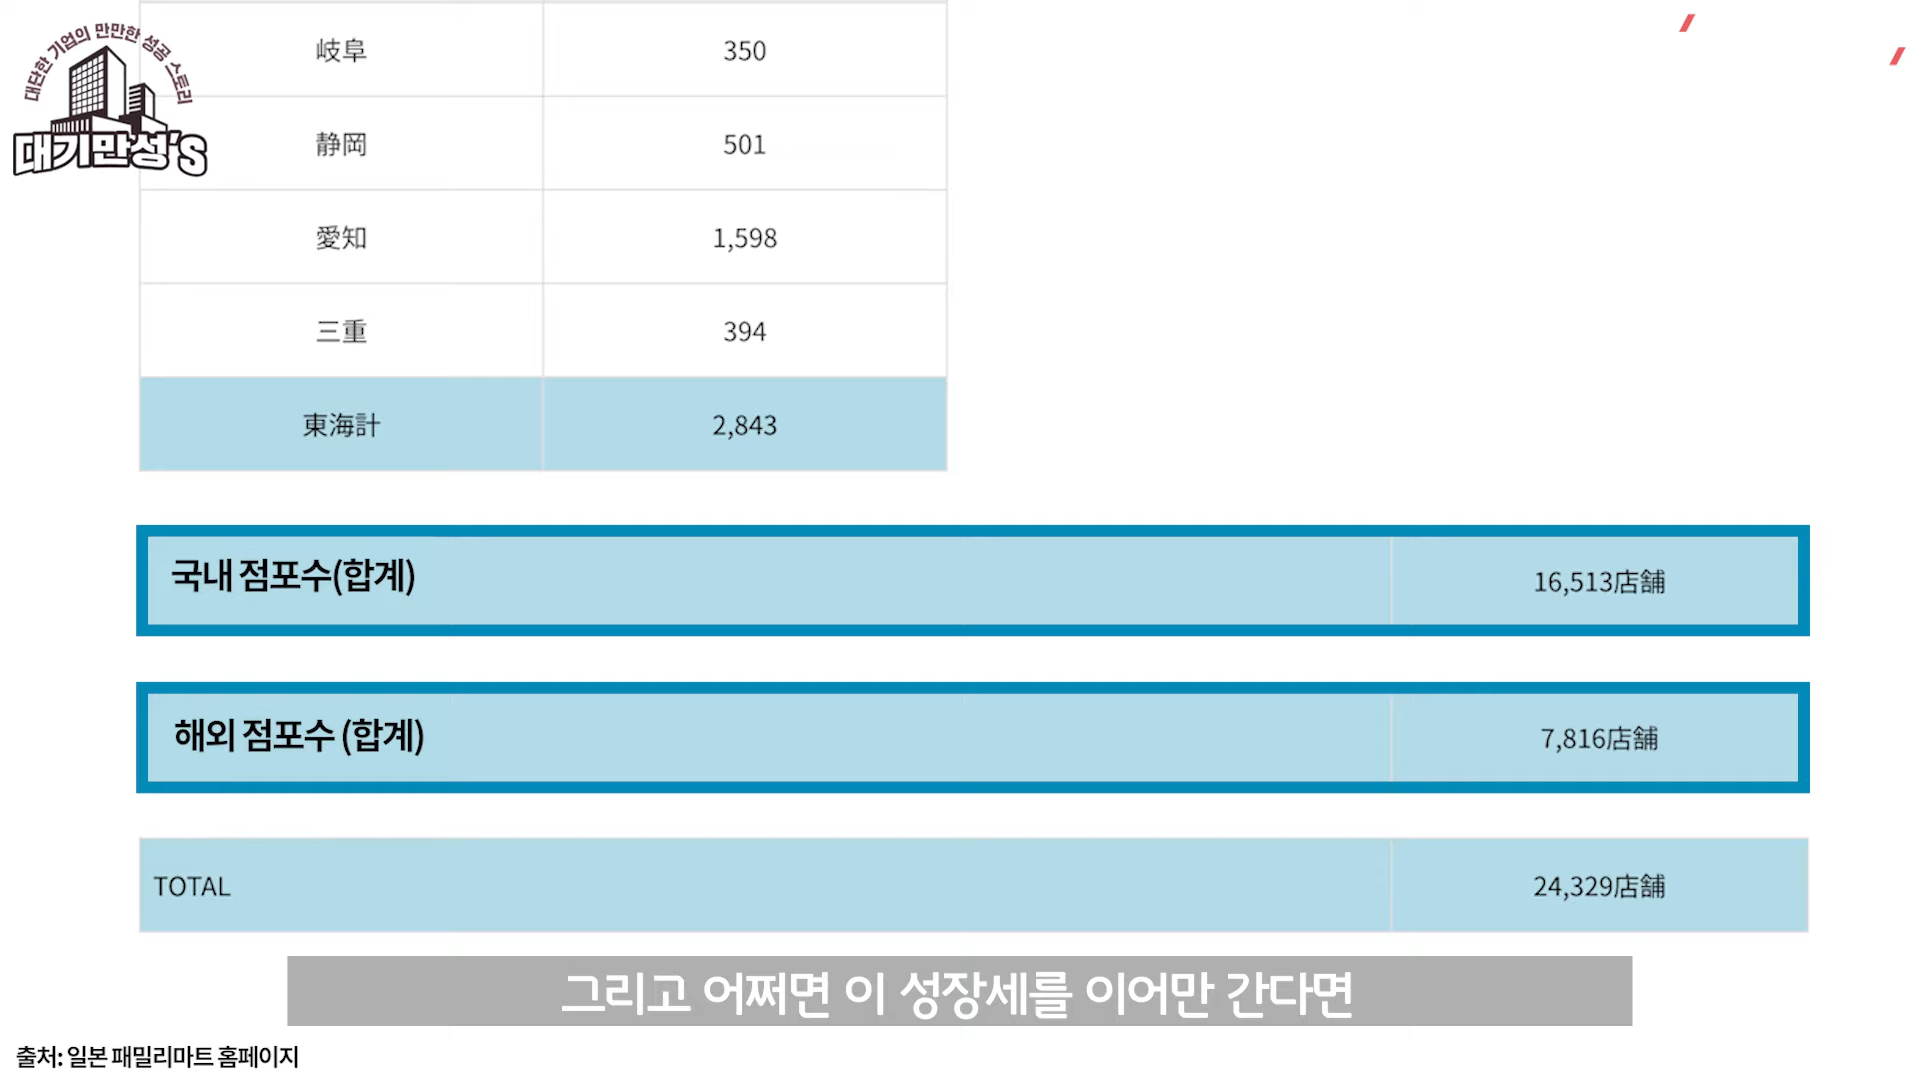 대단한 기업의 만만한 성공 스토리
대기만성'S
岐阜 350
静岡 501
愛知 1,598
三重 394
東海計 2,843
국내 점포수(합계) 16,513店舗
해외 점포수 (합계) 7,816店舗
TOTAL 24,329店舗
그리고 어쩌면 이 성장세를 이어만 간다면
출처: 일본 패밀리마트 홈페이지